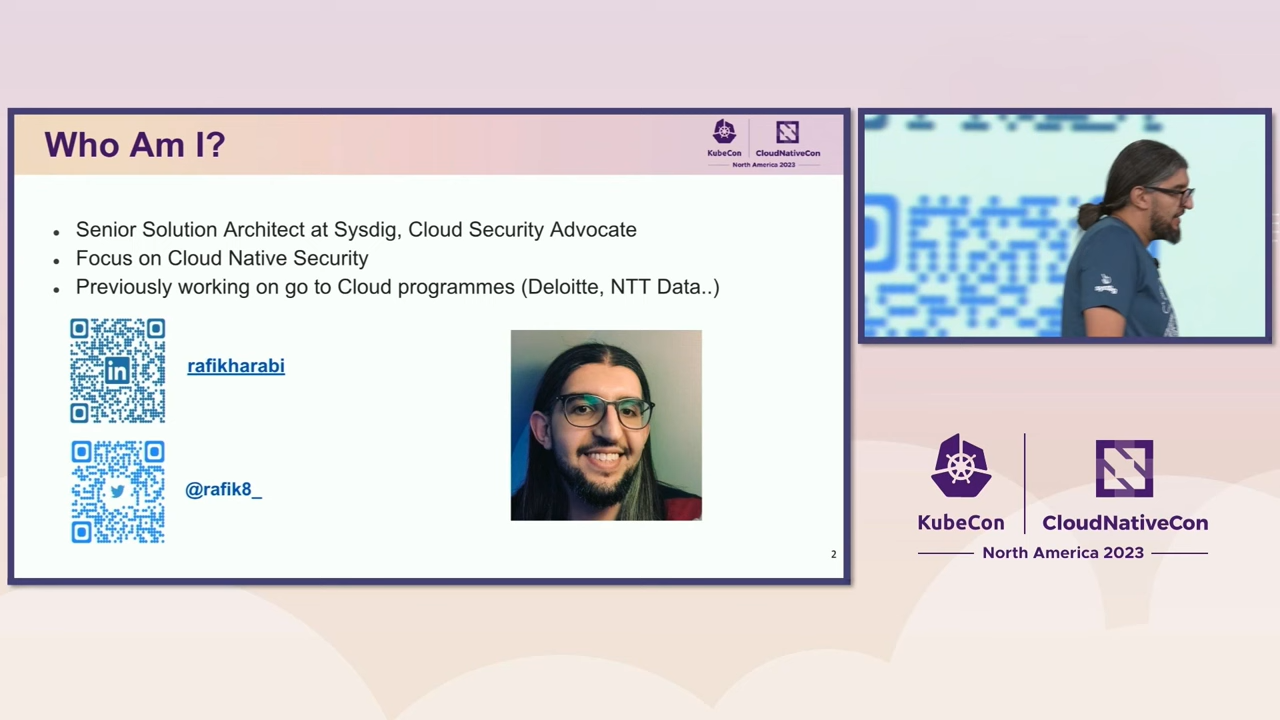 Who Am I?
KubeCon
CloudNativeCon
North America 2023
Senior Solution Architect at Sysdig, Cloud Security Advocate
Focus on Cloud Native Security
Previously working on go to Cloud programmes (Deloitte, NTT Data..)
in
rafikharabi
@rafik8_
2
KubeCon
CloudNativeCon
North America 2023